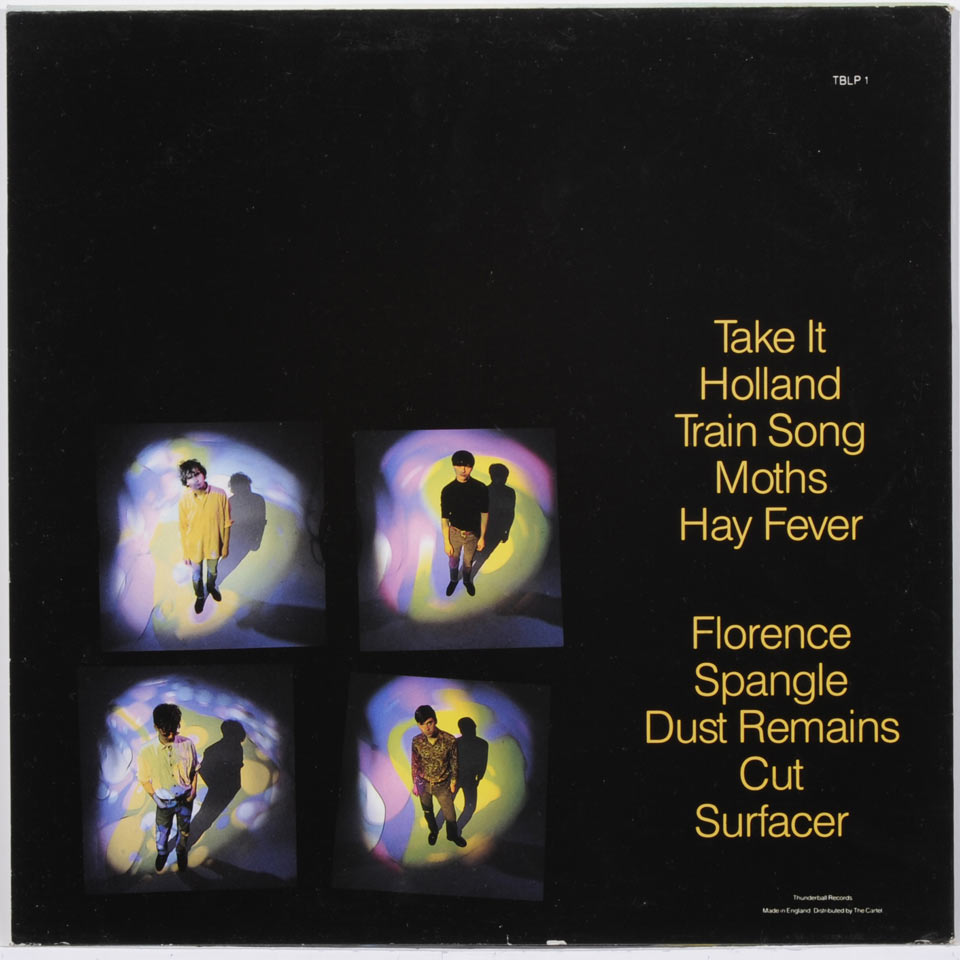 TBLP 1
Take It
Holland
Train Song
Moths
Hay Fever
Florence
Spangle
Dust Remains
Cut
Surfacer
Thunderball Records
Made in England Distributed by The Cartel